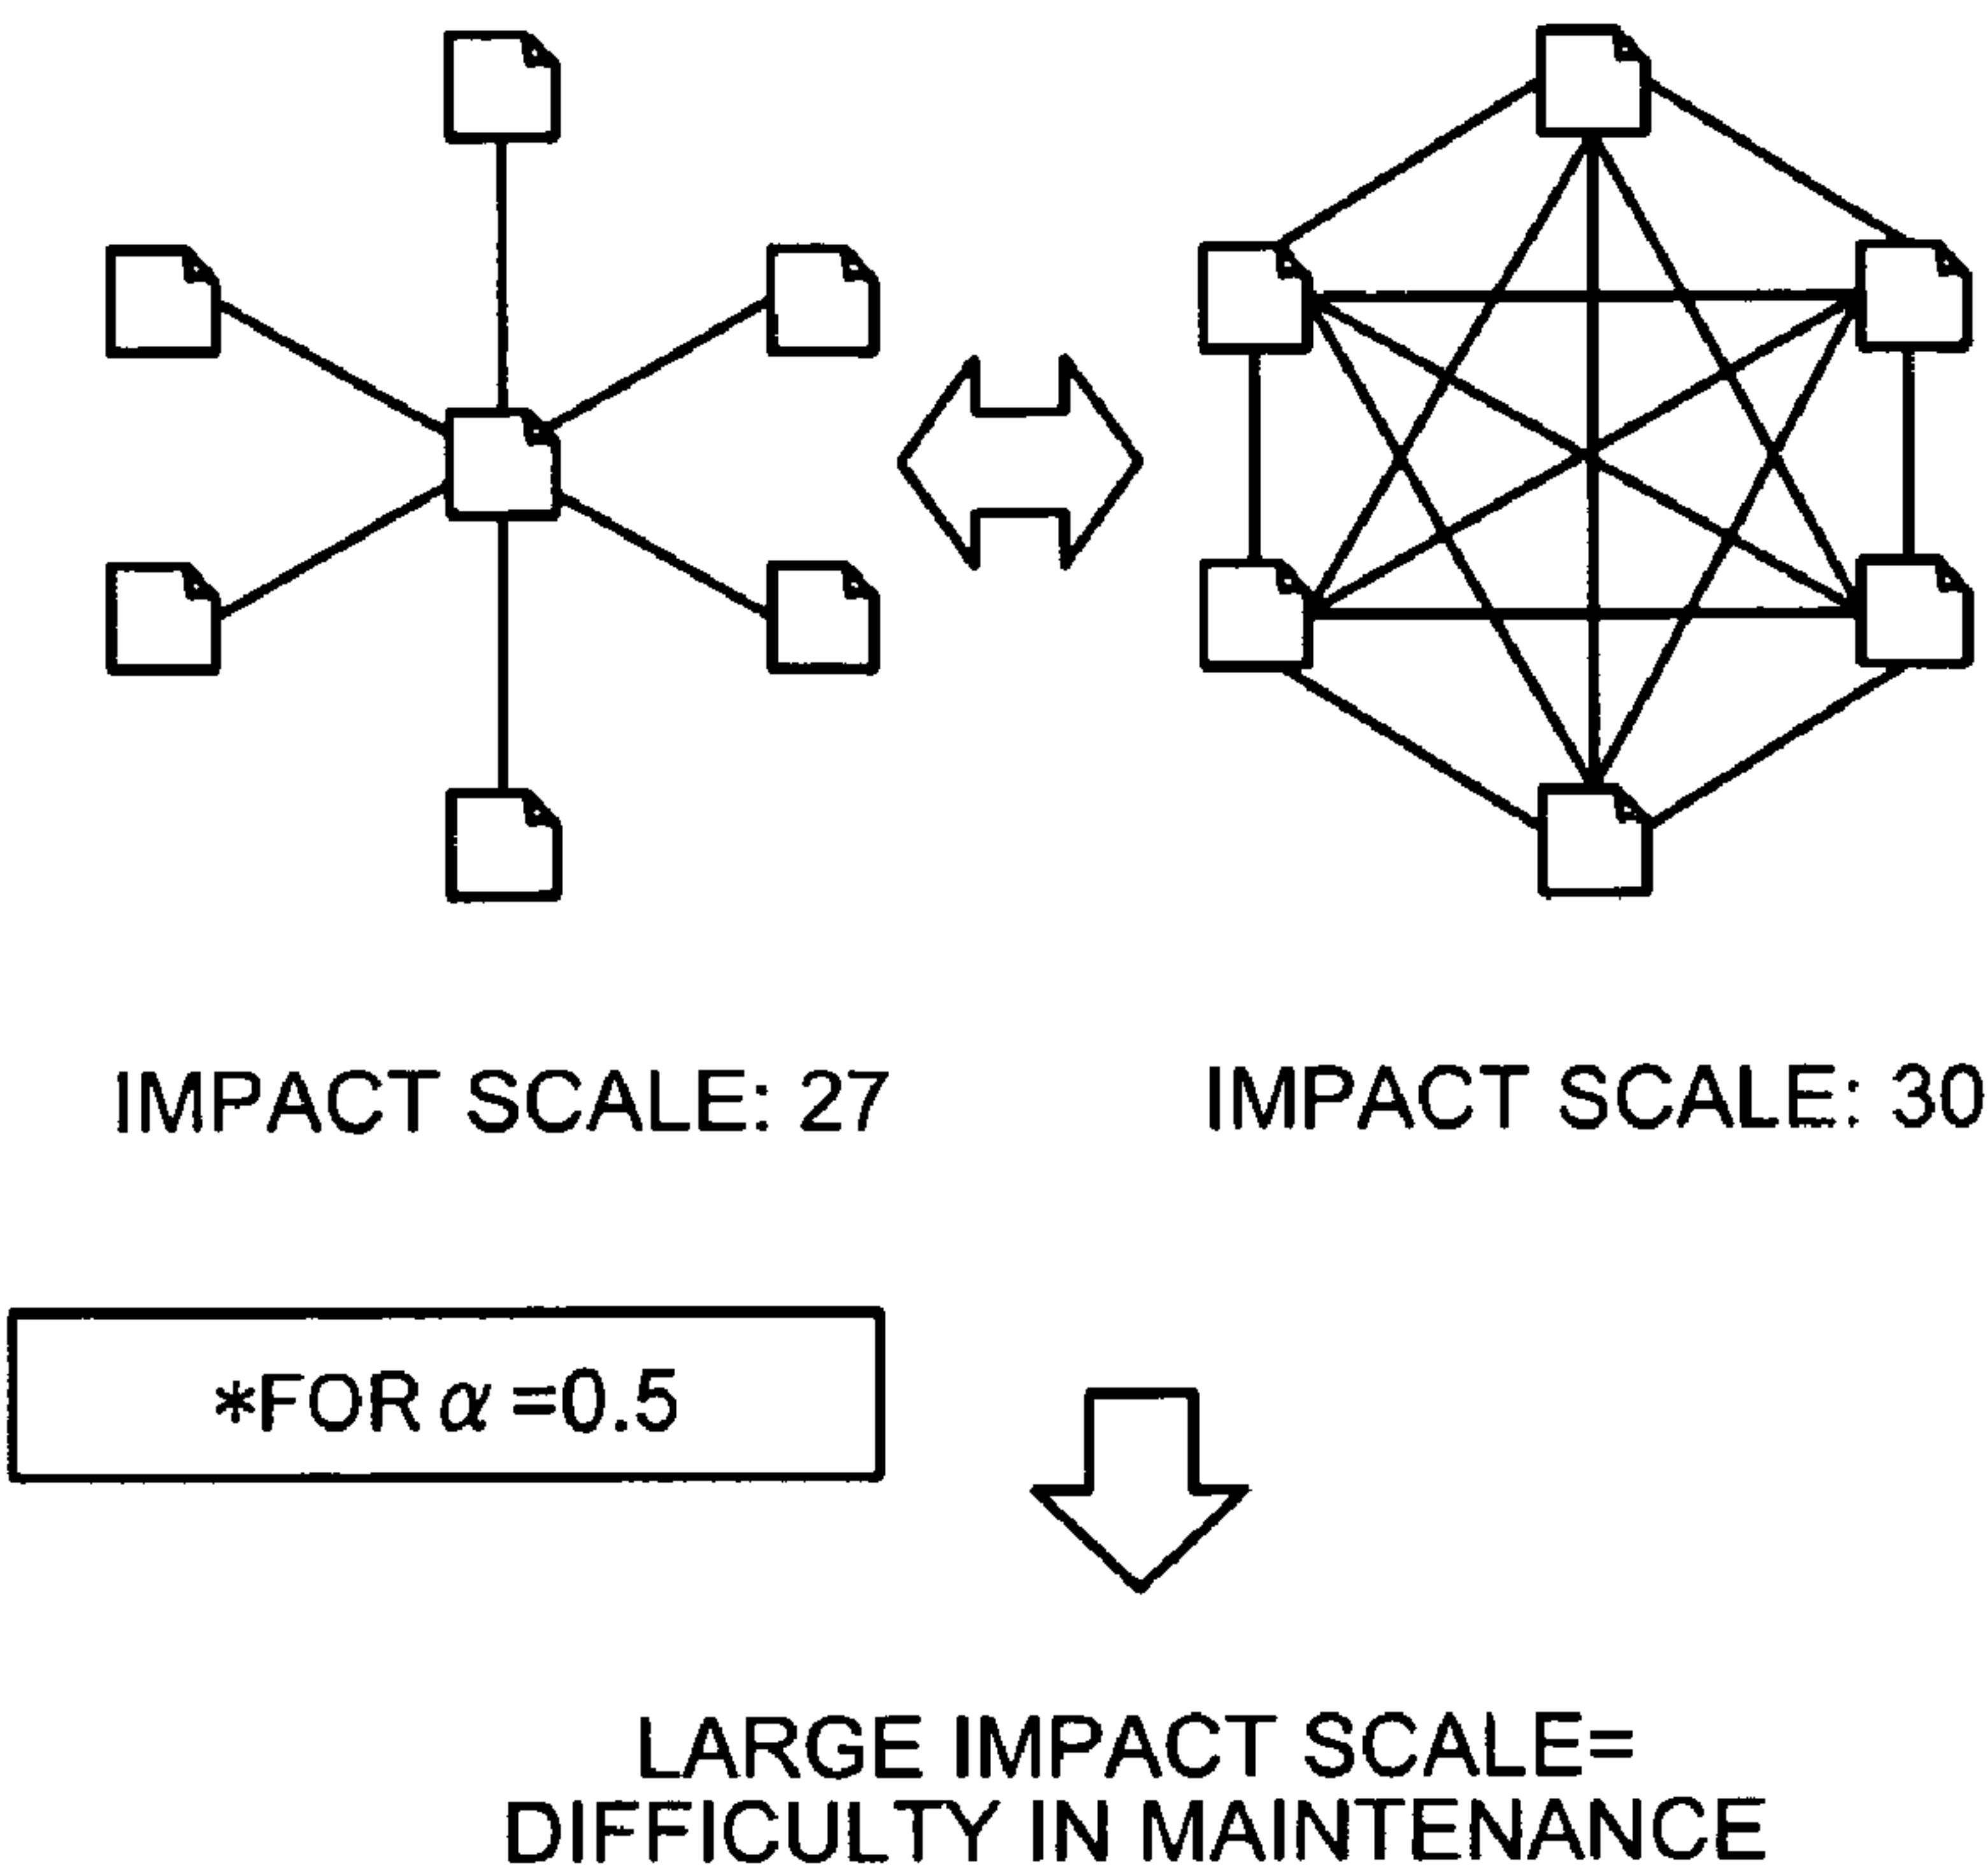 IMPACT SCALE: 27
IMPACT SCALE: 30
*FOR α=0.5
LARGE IMPACT SCALE=
DIFFICULTY IN MAINTENANCE